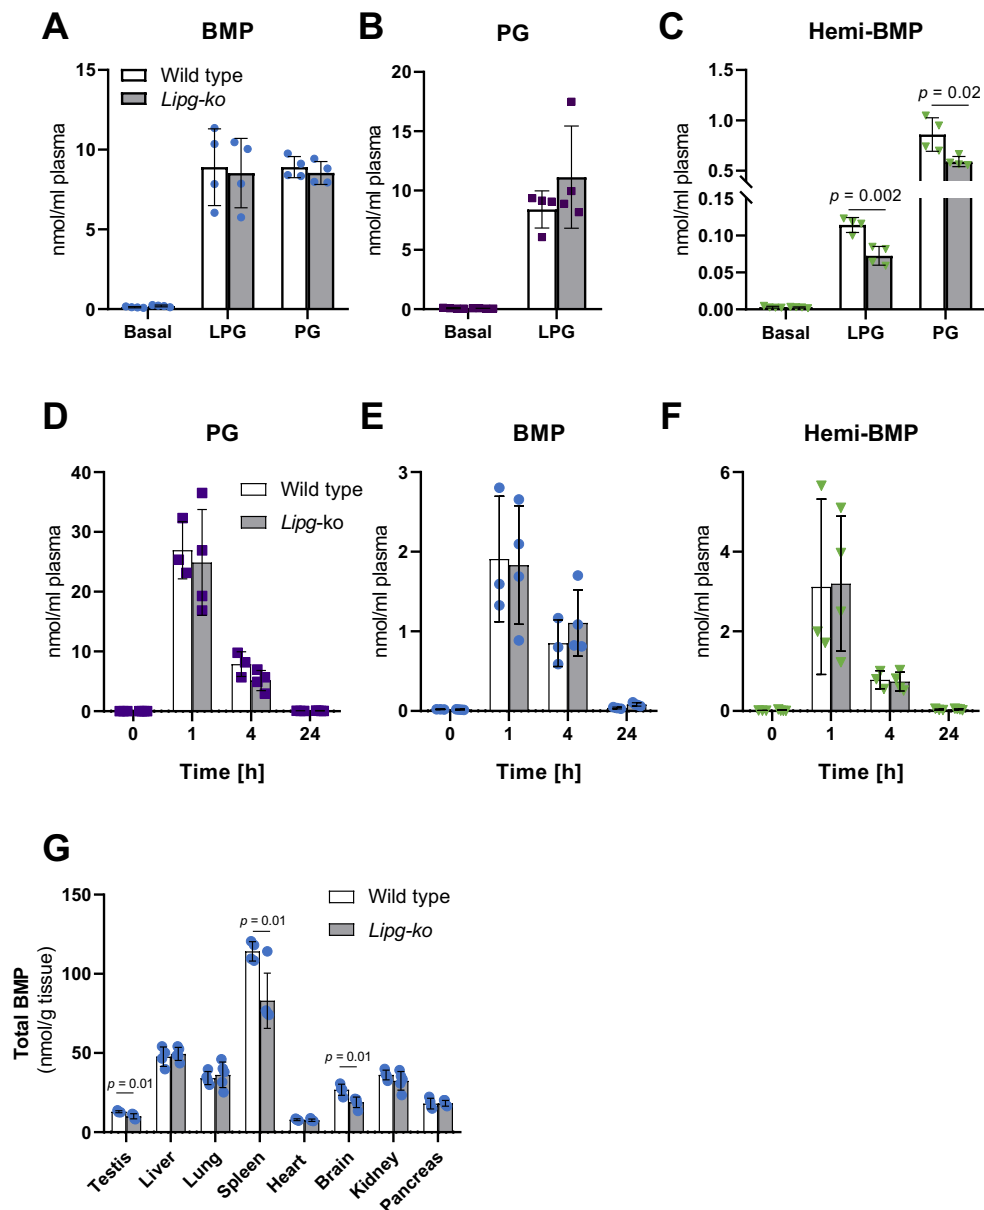 A
BMP
B
PG
C
Hemi-BMP
nmol/ml plasma
15
10
5
0
Wild type
Lipg-ko
Basal
LPG
PG
nmol/ml plasma
20
15
10
5
0
Basal
LPG
nmol/ml plasma
1.5
1.0
0.5
0.15
0.10
0.05
0.00
p = 0.002
p = 0.02
Basal
LPG
PG
D
PG
E
BMP
F
Hemi-BMP
nmol/ml plasma
40
30
20
10
0
Wild type
Lipg-ko
0
1
4
24
Time [h]
nmol/ml plasma
3
2
1
0
0
1
4
24
Time [h]
nmol/ml plasma
6
4
2
0
0
1
4
24
Time [h]
G
Total BMP
(nmol/g tissue)
150
100
50
0
Wild type
Lipg-ko
p = 0.01
p = 0.01
p = 0.01
Testis
Liver
Lung
Spleen
Heart
Brain
Kidney
Pancreas